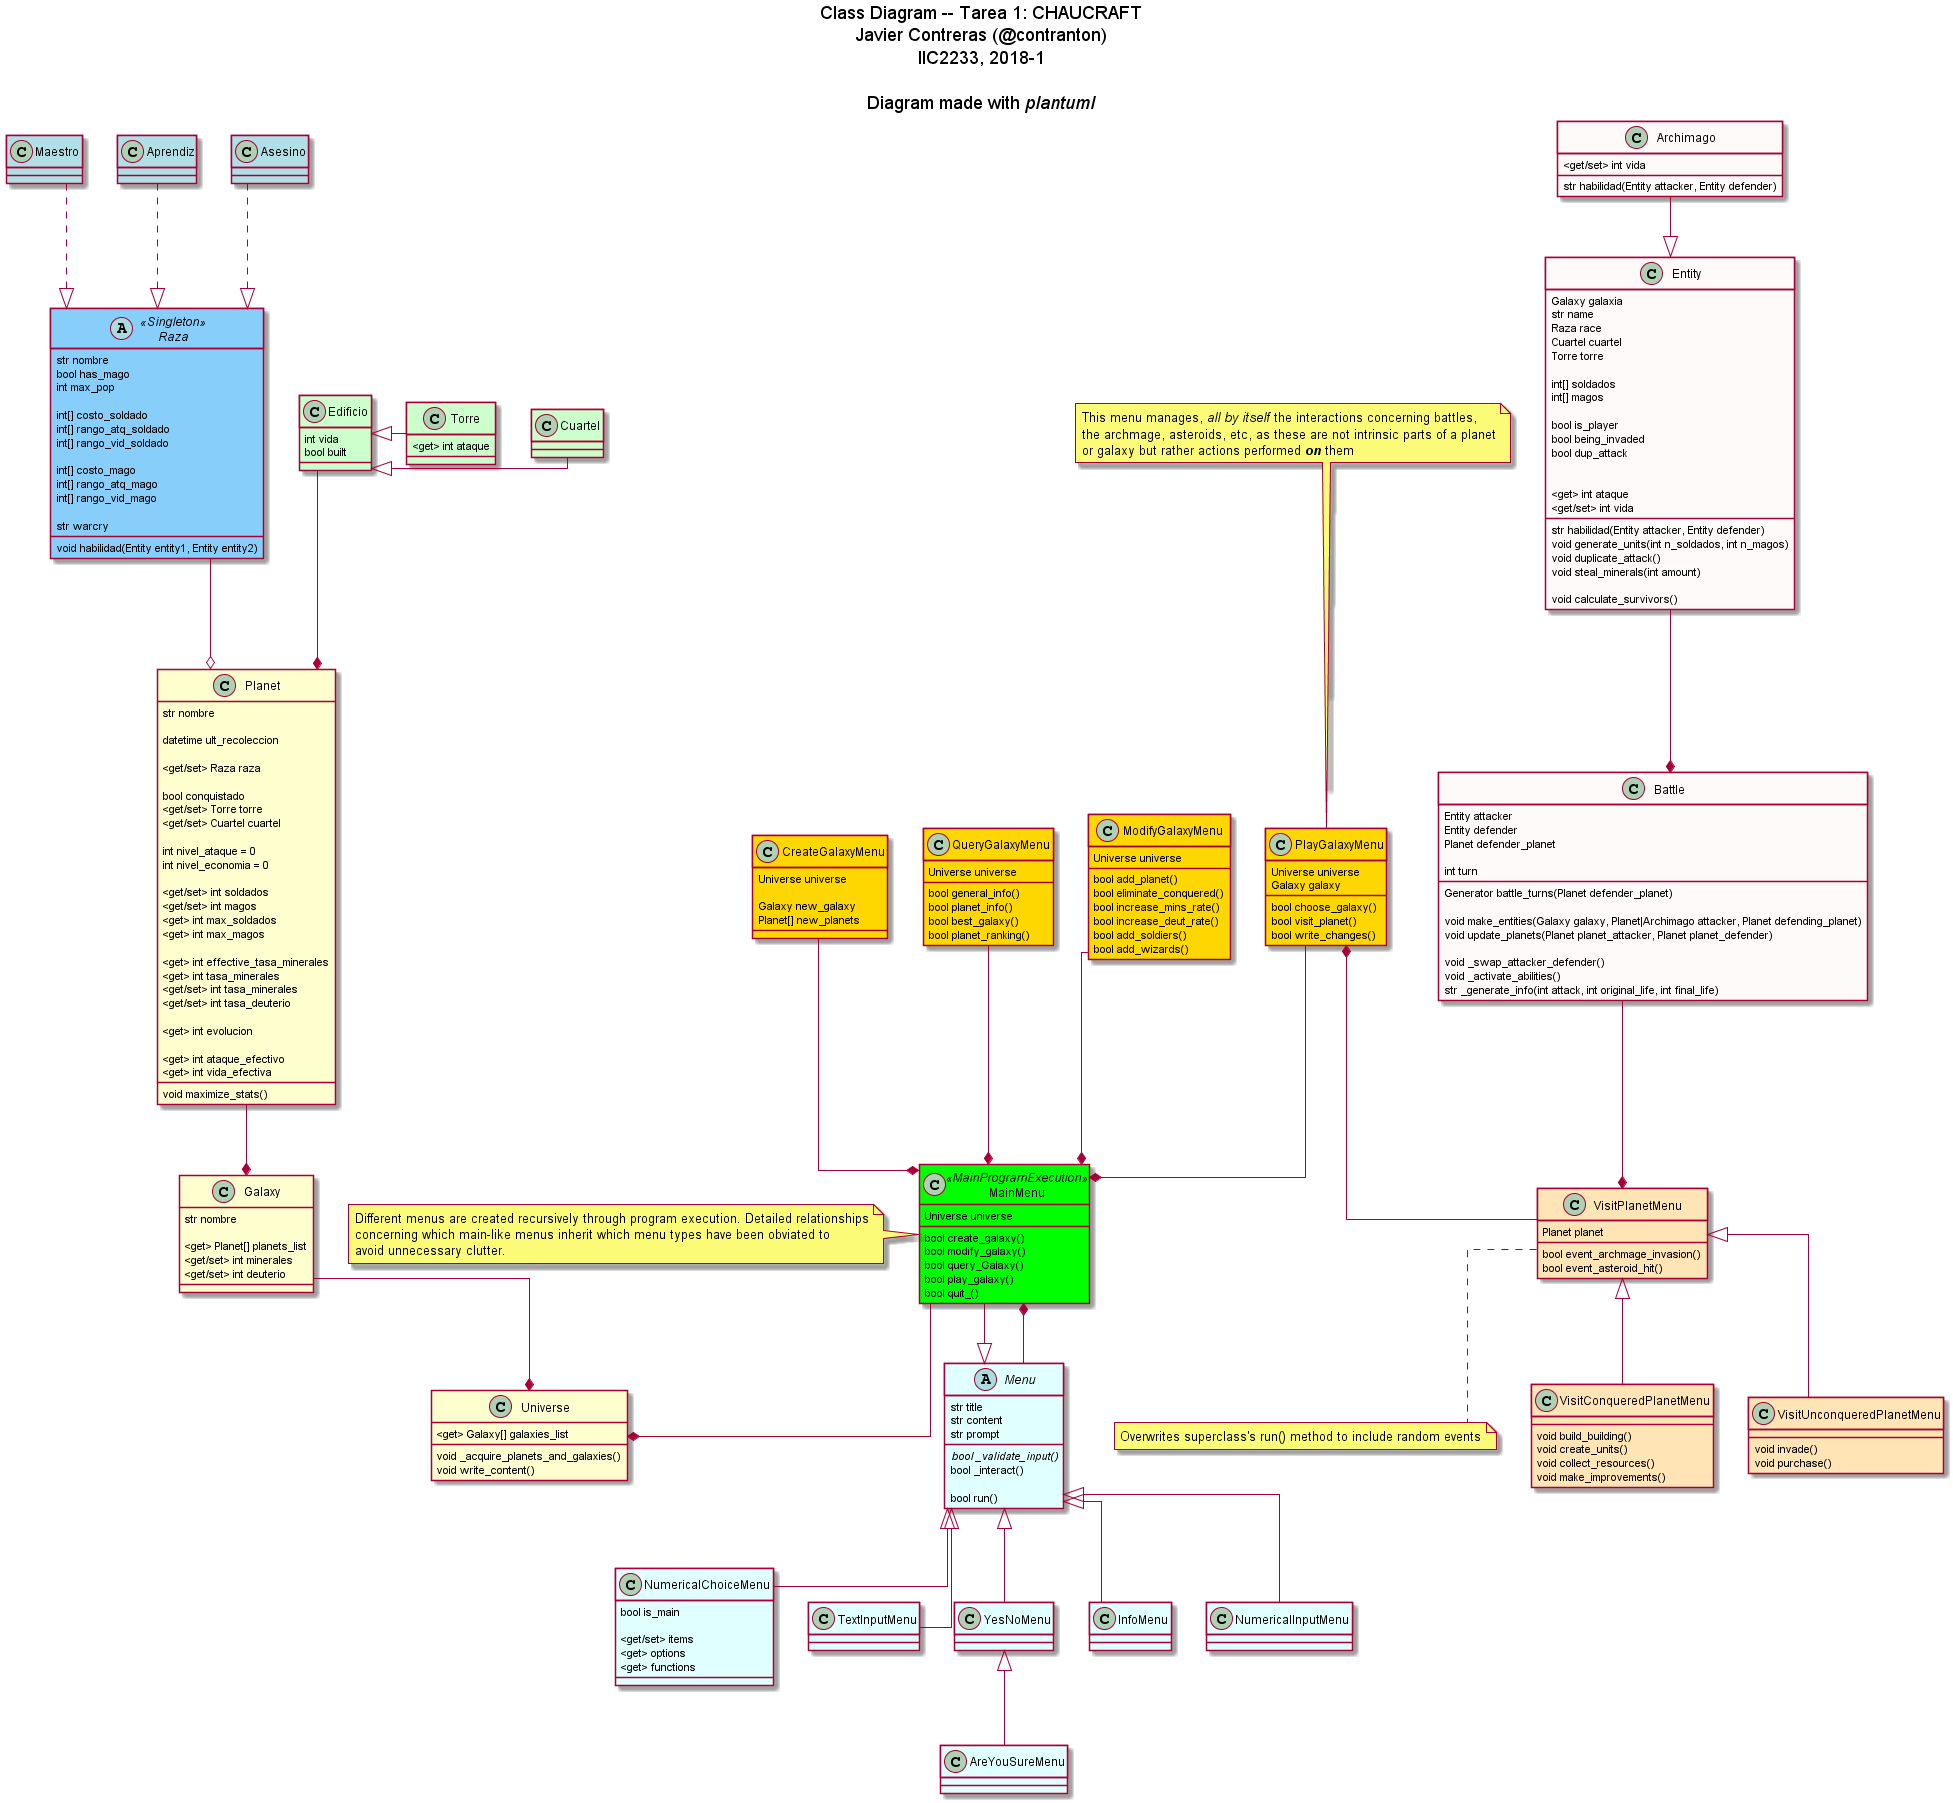 Class Diagram -- Tarea 1: CHAUCRAFT
Javier Contreras (@contranton)
IIC2233, 2018-1
Diagram made with plantuml
C Maestro
C Aprendiz
C Asesino
C Archimago
<get/set> int vida
str habilidad(Entity attacker, Entity defender)
C Entity
Galaxy galaxia
str name
Raza race
Cuartel cuartel
Torre torre
int[] soldados
int[] magos
bool is_player
bool being_invaded
bool dup_attack
<get> int ataque
<get/set> int vida
str habilidad(Entity attacker, Entity defender)
void generate_units(int n_soldados, int n_magos)
void duplicate_attack()
void steal_minerals(int amount)
void calculate_survivors()
A «Singleton»
Raza
str nombre
bool has_mago
int max_pop
int[] costo_soldado
int[] rango_atq_soldado
int[] rango_vid_soldado
int[] costo_mago
int[] rango_atq_mago
int[] rango_vid_mago
str warcry
void habilidad(Entity entity1, Entity entity2)
C Edificio
int vida
bool built
C Torre
<get> int ataque
C Cuartel
This menu manages, all by itself the interactions concerning battles,
the archmage, asteroids, etc, as these are not intrinsic parts of a planet
or galaxy but rather actions performed on them
C Planet
str nombre
datetime ult_recoleccion
<get/set> Raza raza
bool conquistado
<get/set> Torre torre
<get/set> Cuartel cuartel
int nivel_ataque = 0
int nivel_economia = 0
<get/set> int soldados
<get/set> int magos
<get> int max_soldados
<get> int max_magos
<get> int effective_tasa_minerales
<get> int tasa_minerales
<get/set> int tasa_minerales
<get/set> int tasa_deuterio
<get> int evolucion
<get> int ataque_efectivo
<get> int vida_efectiva
void maximize_stats()
C CreateGalaxyMenu
Universe universe
Galaxy new_galaxy
Planet[] new_planets
C QueryGalaxyMenu
Universe universe
bool general_info()
bool planet_info()
bool best_galaxy()
bool planet_ranking()
C ModifyGalaxyMenu
Universe universe
bool add_planet()
bool eliminate_conquered()
bool increase_mins_rate()
bool increase_deut_rate()
bool add_soldiers()
bool add_wizards()
C PlayGalaxyMenu
Universe universe
Galaxy galaxy
bool choose_galaxy()
bool visit_planet()
bool write_changes()
C Battle
Entity attacker
Entity defender
Planet defender_planet
int turn
Generator battle_turns(Planet defender_planet)
void make_entities(Galaxy galaxy, Planet|Archimago attacker, Planet defending_planet)
void update_planets(Planet planet_attacker, Planet planet_defender)
void _swap_attacker_defender()
void _activate_abilities()
str _generate_info(int attack, int original_life, int final_life)
C Galaxy
str nombre
<get> Planet[] planets_list
<get/set> int minerales
<get/set> int deuterio
Different menus are created recursively through program execution. Detailed relationships
concerning which main-like menus inherit which menu types have been obviated to
avoid unnecessary clutter.
C «MainProgramExecution»
MainMenu
Universe universe
bool create_galaxy()
bool modify_galaxy()
bool query_Galaxy()
bool play_galaxy()
bool quit_()
C VisitPlanetMenu
Planet planet
bool event_archmage_invasion()
bool event_asteroid_hit()
C Universe
<get> Galaxy[] galaxies_list
void _acquire_planets_and_galaxies()
void write_content()
A Menu
str title
str content
str prompt
bool _validate_input()
bool _interact()
bool run()
Overwrites superclass's run() method to include random events
C VisitConqueredPlanetMenu
void build_building()
void create_units()
void collect_resources()
void make_improvements()
C VisitUnconqueredPlanetMenu
void invade()
void purchase()
C NumericalChoiceMenu
bool is_main
<get/set> items
<get> options
<get> functions
C TextInputMenu
C YesNoMenu
C InfoMenu
C NumericalInputMenu
C AreYouSureMenu